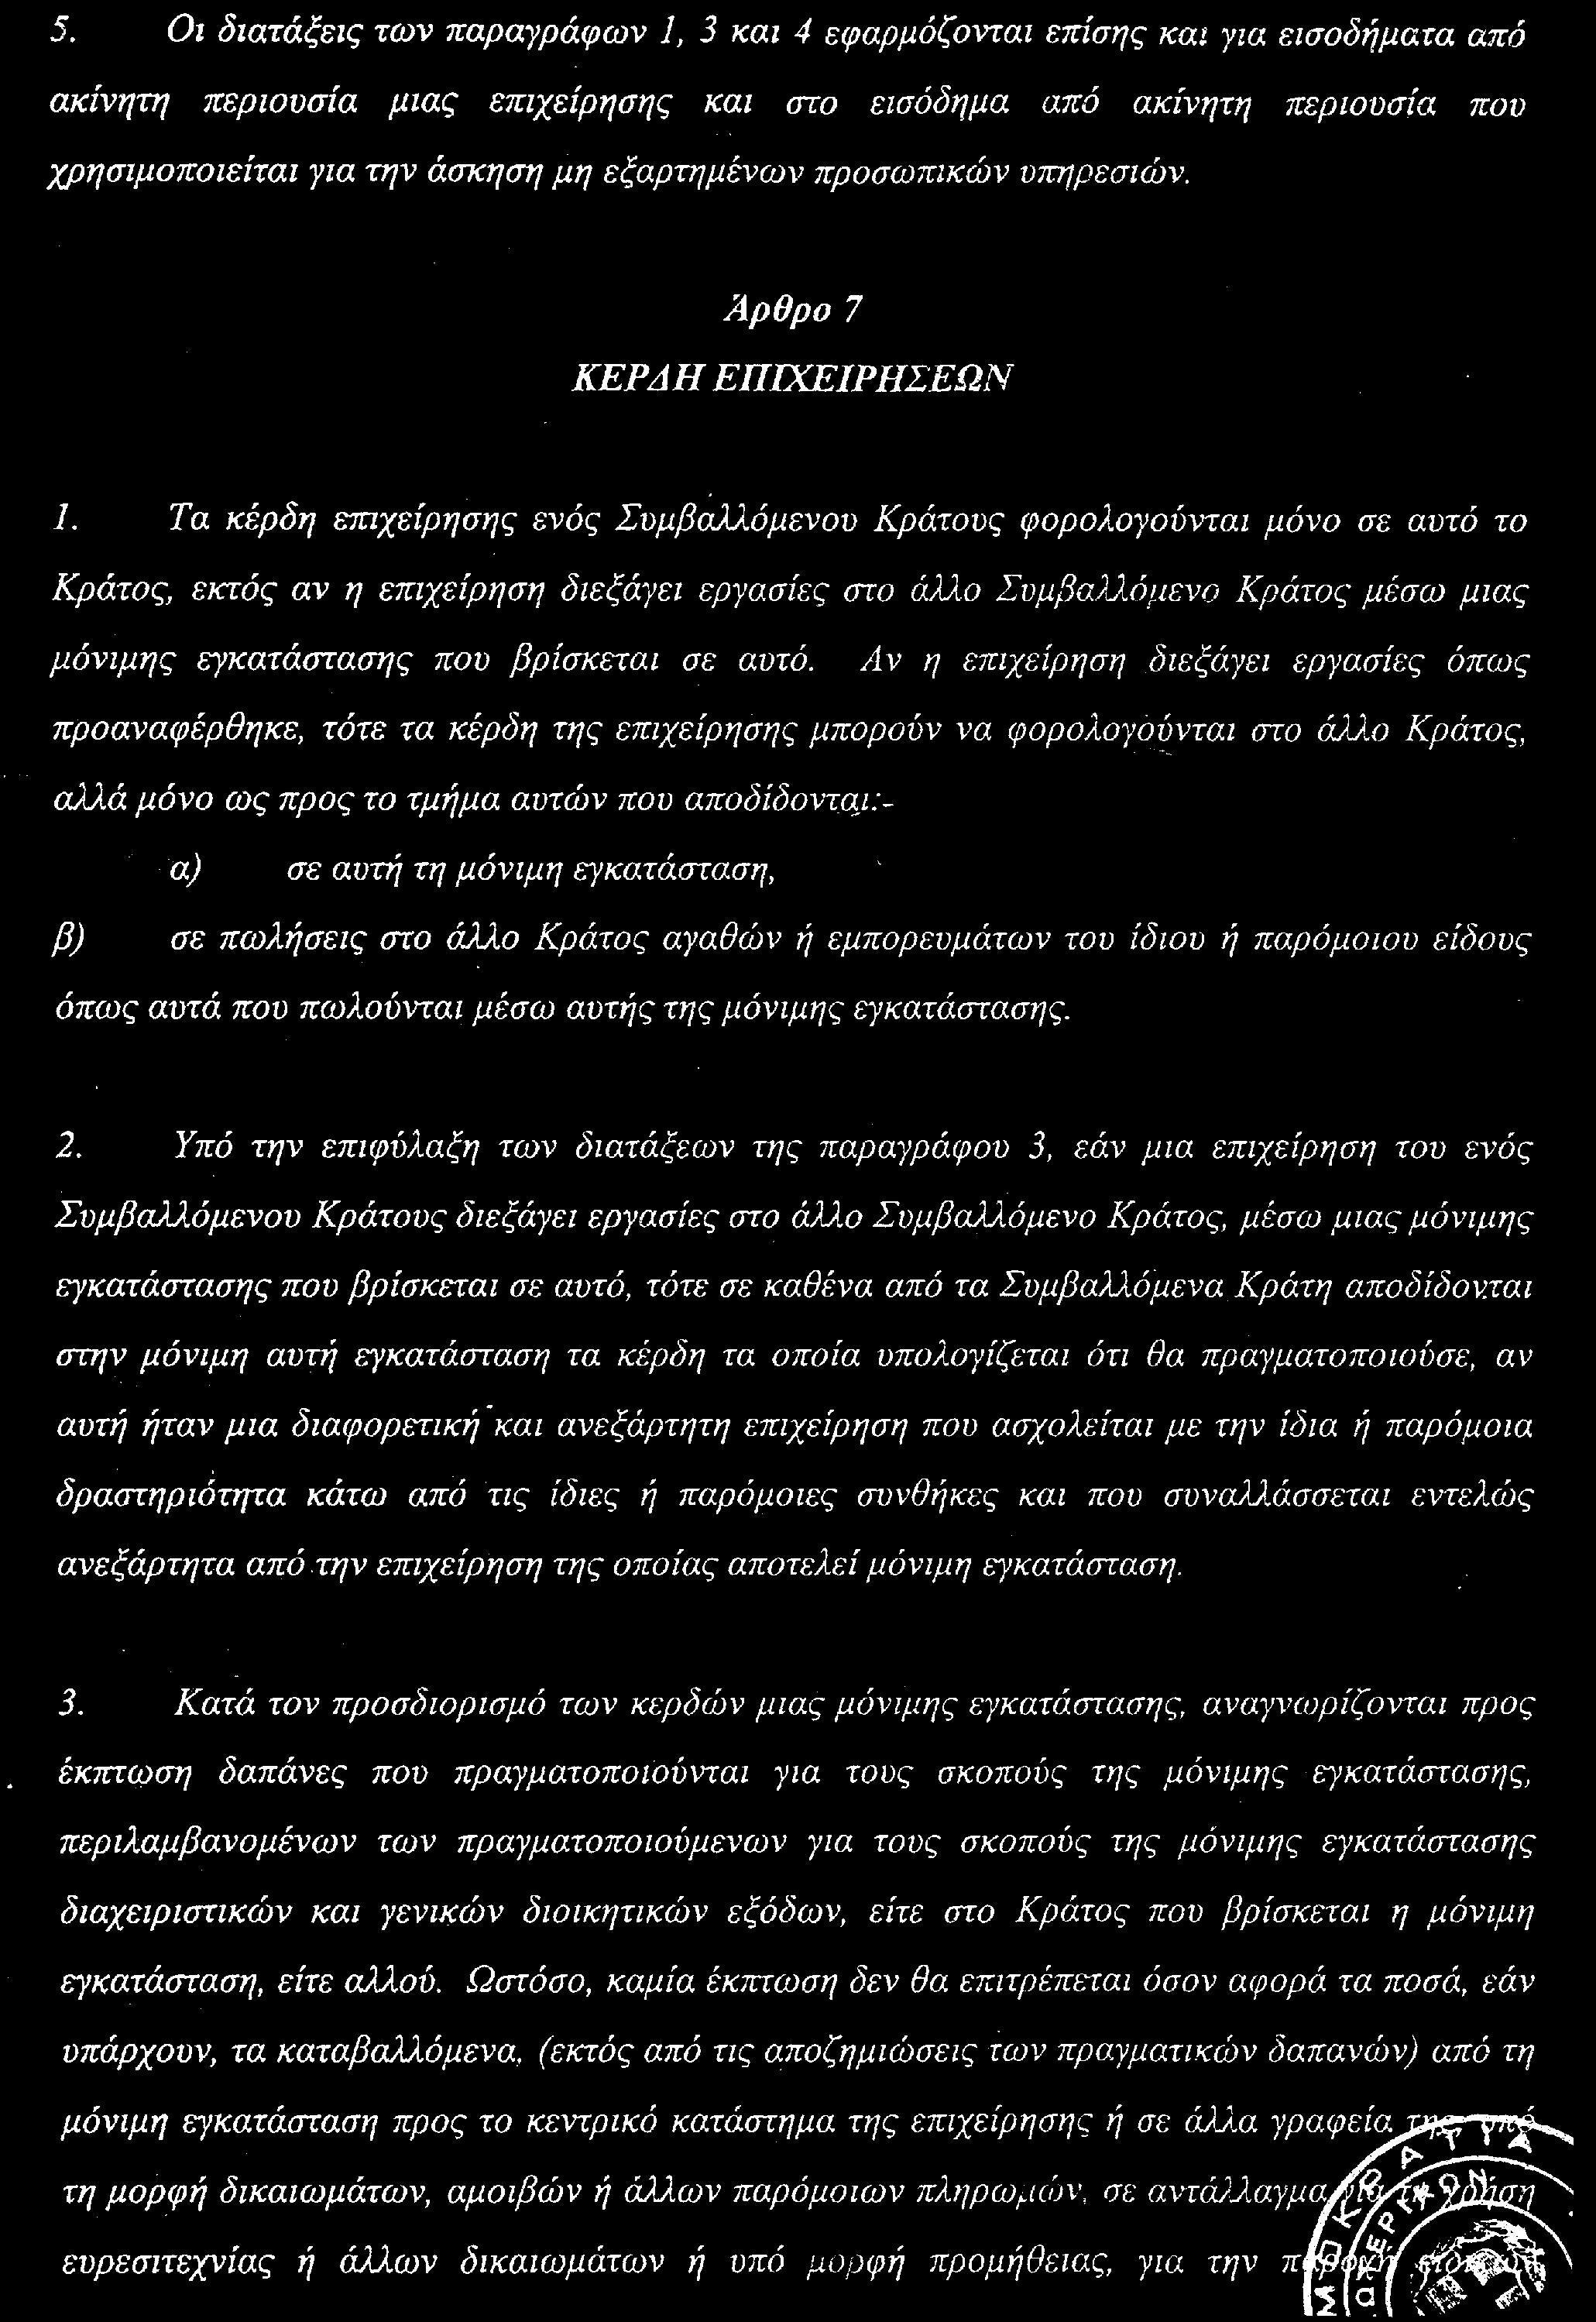 5. Οι διατάξεις των παραγράφων 1, 3 και 4 εφαρμόζονται επίσης και για εισοδήματα από
ακίνητη περιουσία μιας επιχείρησης και στο εισόδημα από ακίνητη περιουσία που
χρησιμοποιείται για την άσκηση μη εξαρτημένων προσωπικών υπηρεσιών.
Άρθρο 7
ΚΕΡΔΗ ΕΠΙΧΕΙΡΗΣΕΩΝ
1. Τα κέρδη επιχείρησης ενός Συμβαλλόμενου Κράτους φορολογούνται μόνο σε αυτό το
Κράτος, εκτός αν η επιχείρηση διεξάγει εργασίες στο άλλο Συμβαλλόμενο Κράτος μέσω μιας
μόνιμης εγκατάστασης που βρίσκεται σε αυτό. Αν η επιχείρηση διεξάγει εργασίες όπως
προαναφέρθηκε, τότε τα κέρδη της επιχείρησης μπορούν να φορολογούνται στο άλλο Κράτος,
αλλά μόνο ως προς το τμήμα αυτών που αποδίδονται:-
α) σε αυτή τη μόνιμη εγκατάσταση,
β) σε πωλήσεις στο άλλο Κράτος αγαθών ή εμπορευμάτων του ίδιου ή παρόμοιου είδους
όπως αυτά που πωλούνται μέσω αυτής της μόνιμης εγκατάστασης.
2. Υπό την επιφύλαξη των διατάξεων της παραγράφου 3, εάν μια επιχείρηση του ενός
Συμβαλλόμενου Κράτους διεξάγει εργασίες στο άλλο Συμβαλλόμενο Κράτος, μέσω μιας μόνιμης
εγκατάστασης που βρίσκεται σε αυτό, τότε σε καθένα από τα Συμβαλλόμενα Κράτη αποδίδονται
στην μόνιμη αυτή εγκατάσταση τα κέρδη τα οποία υπολογίζεται ότι θα πραγματοποιούσε, αν
αυτή ήταν μια διαφορετική και ανεξάρτητη επιχείρηση που ασχολείται με την ίδια ή παρόμοια
δραστηριότητα κάτω από τις ίδιες ή παρόμοιες συνθήκες και που συναλλάσσεται εντελώς
ανεξάρτητα από την επιχείρηση της οποίας αποτελεί μόνιμη εγκατάσταση.
3. Κατά τον προσδιορισμό των κερδών μιας μόνιμης εγκατάστασης, αναγνωρίζονται προς
έκπτωση δαπάνες που πραγματοποιούνται για τους σκοπούς της μόνιμης εγκατάστασης,
περιλαμβανομένων των πραγματοποιούμενων για τους σκοπούς της μόνιμης εγκατάστασης
διαχειριστικών και γενικών διοικητικών εξόδων, είτε στο Κράτος που βρίσκεται η μόνιμη
εγκατάσταση, είτε αλλού. Ωστόσο, καμία έκπτωση δεν θα επιτρέπεται όσον αφορά τα ποσά, εάν
υπάρχουν, τα καταβαλλόμενα, (εκτός από τις αποζημιώσεις των πραγματικών δαπανών) από τη
μόνιμη εγκατάσταση προς το κεντρικό κατάστημα της επιχείρησης ή σε άλλα γραφεία της υπό
τη μορφή δικαιωμάτων, αμοιβών ή άλλων παρόμοιων πληρωμών, σε αντάλλαγμα για τη χρήση
ευρεσιτεχνίας ή άλλων δικαιωμάτων ή υπό μορφή προμήθειας, για την